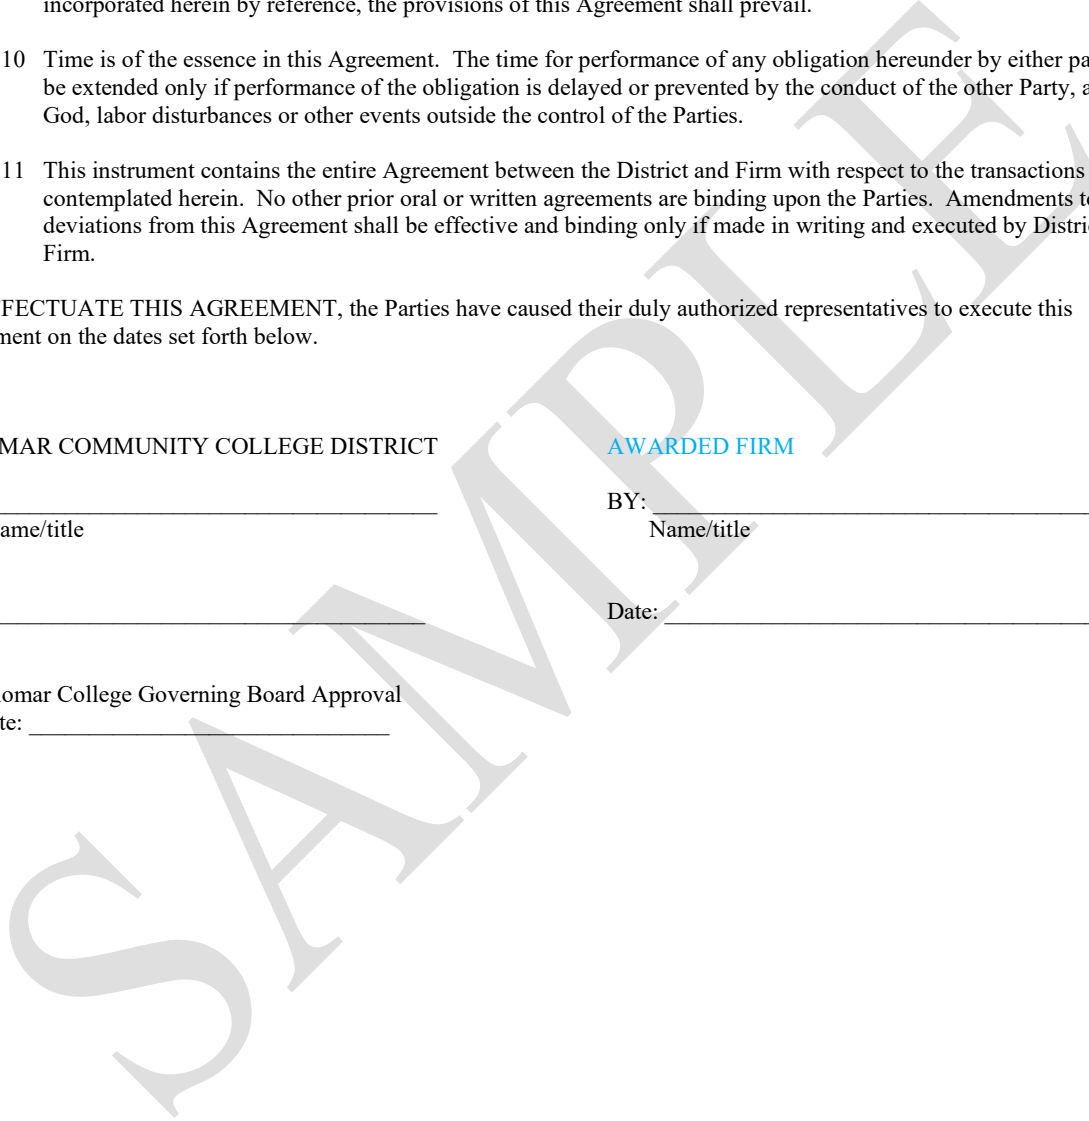 incorporated herein by reference, the provisions of this Agreement shall prevail.
10 Time is of the essence in this Agreement. The time for performance of any obligation hereunder by either pa
be extended only if performance of the obligation is delayed or prevented by the conduct of the other Party, a
God, labor disturbances or other events outside the control of the Parties.
11 This instrument contains the entire Agreement between the District and Firm with respect to the transactions
contemplated herein. No other prior oral or written agreements are binding upon the Parties. Amendments t
deviations from this Agreement shall be effective and binding only if made in writing and executed by Distri
Firm.
FFECTUATE THIS AGREEMENT, the Parties have caused their duly authorized representatives to execute this
ment on the dates set forth below.
MAR COMMUNITY COLLEGE DISTRICT AWARDED FIRM
BY:
ame/title Name/title
Date:
omar College Governing Board Approval
te:
SAMPLE